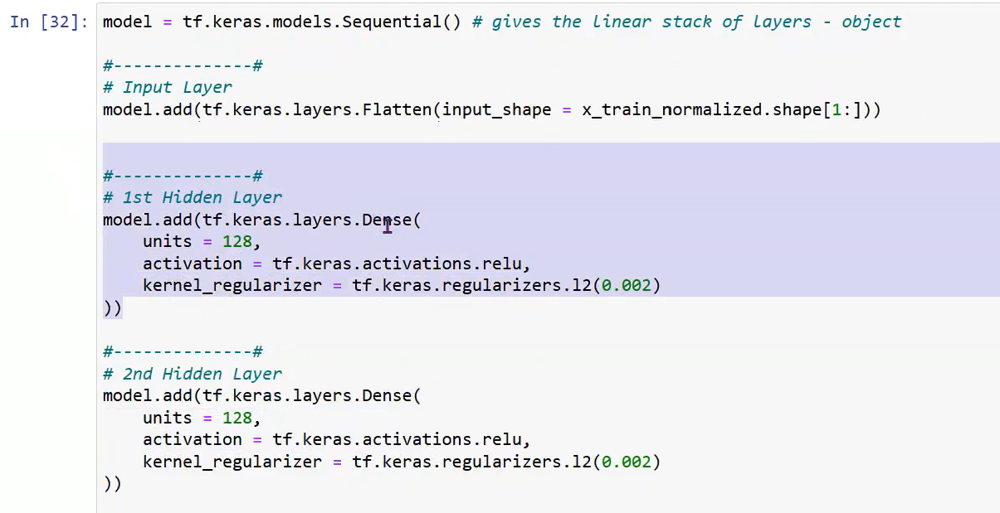 In [32]: model = tf.keras.models.Sequential() # gives the linear stack of layers - object
#--------------#
# Input Layer
model.add(tf.keras.layers.Flatten(input_shape = x_train_normalized.shape[1:]))
#--------------#
# 1st Hidden Layer
model.add(tf.keras.layers.Dense(
    units = 128,
    activation = tf.keras.activations.relu,
    kernel_regularizer = tf.keras.regularizers.l2(0.002)
))
#--------------#
# 2nd Hidden Layer
model.add(tf.keras.layers.Dense(
    units = 128,
    activation = tf.keras.activations.relu,
    kernel_regularizer = tf.keras.regularizers.l2(0.002)
))